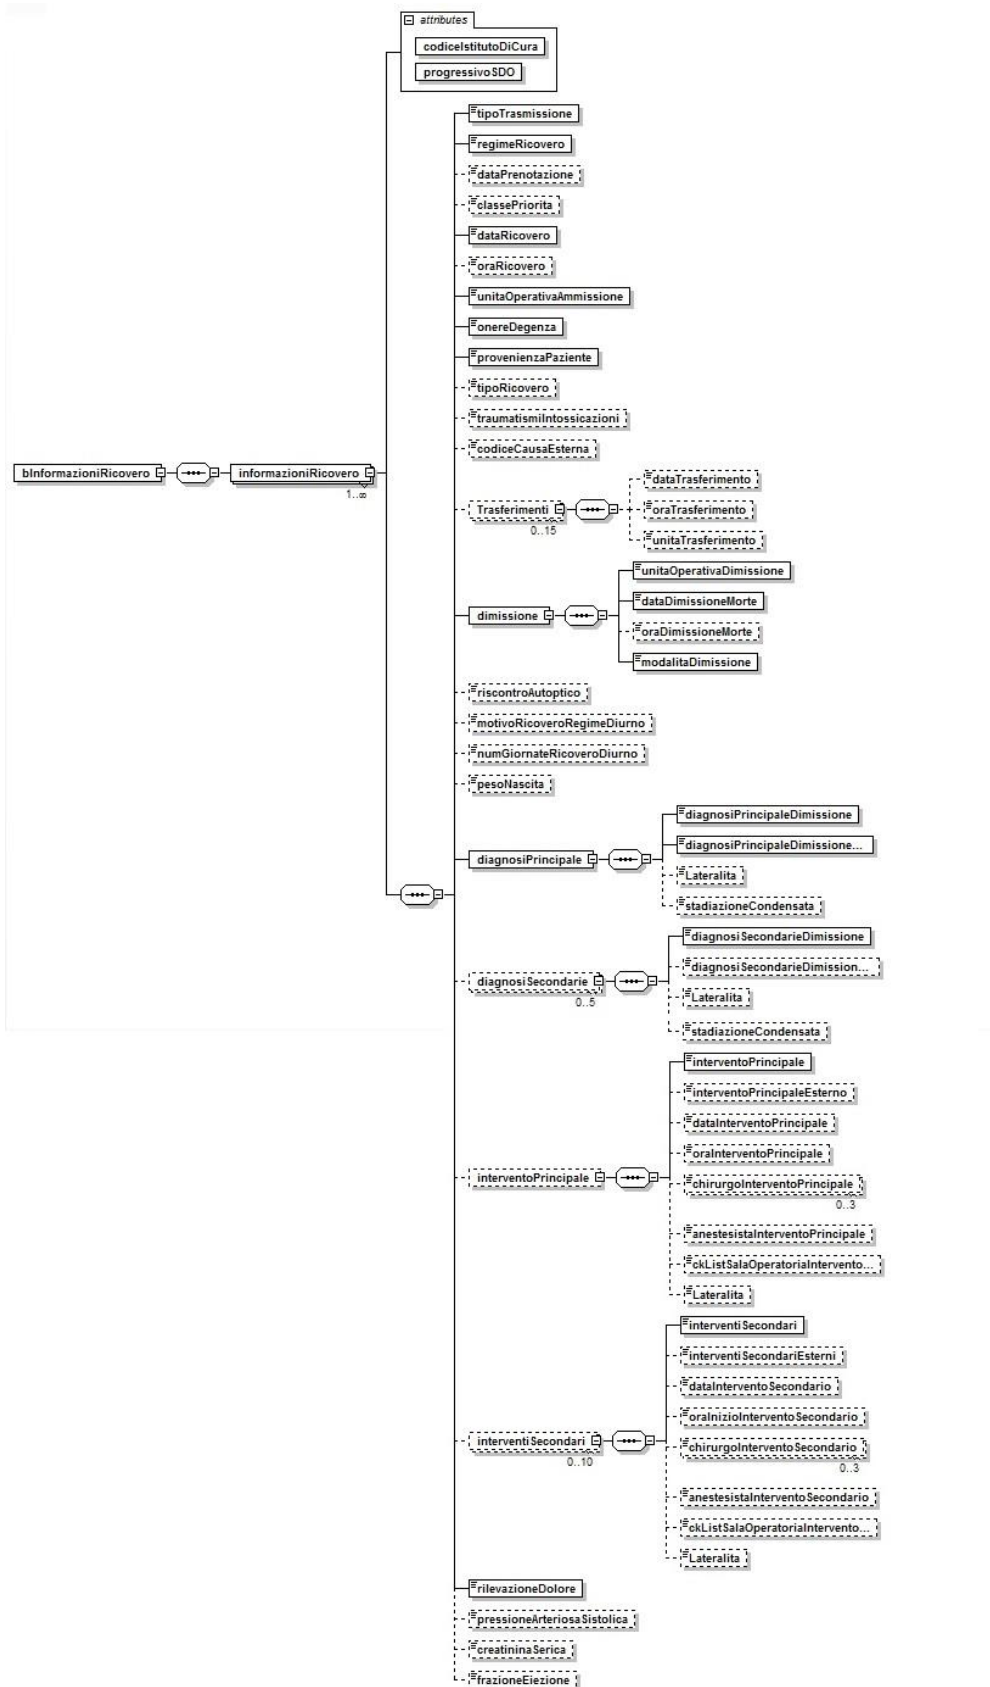 attributes
codiceIstitutoDiCura
progressivoSDO
tipoTrasmissione
regimeRicovero
dataPrenotazione
classePriorita
dataRicovero
oraRicovero
unitaOperativaAmmissione
onereDegenza
provenienzaPaziente
tipoRicovero
traumatismiIntossicazioni
codiceCausaEsterna
bInformazioniRicovero
informazioniRicovero
1..∞
Trasferimenti
0..15
dataTrasferimento
oraTrasferimento
unitaTrasferimento
dimissione
unitaOperativaDimissione
dataDimissioneMorte
oraDimissioneMorte
modalitaDimissione
riscontroAutoptico
motivoRicoveroRegimeDiurno
numGiornateRicoveroDiurno
pesoNascita
diagnosiPrincipale
diagnosiPrincipaleDimissione
diagnosiPrincipaleDimissione...
Lateralita
stadiazioneCondensata
diagnosiSecondarie
0..5
diagnosiSecondarieDimissione
diagnosiSecondarieDimission...
Lateralita
stadiazioneCondensata
interventoPrincipale
interventoPrincipale
interventoPrincipaleEsterno
dataInterventoPrincipale
oraInterventoPrincipale
chirurgoInterventoPrincipale
0..3
anestesistaInterventoPrincipale
ckListSalaOperatoriaIntervento...
Lateralita
interventiSecondari
0..10
interventiSecondari
interventiSecondariEsterni
dataInterventoSecondario
oraInizioInterventoSecondario
chirurgoInterventoSecondario
0..3
anestesistaInterventoSecondario
ckListSalaOperatoriaIntervento...
Lateralita
rilevazioneDolore
pressioneArteriosaSistolica
creatininaSerica
frazioneEiezione